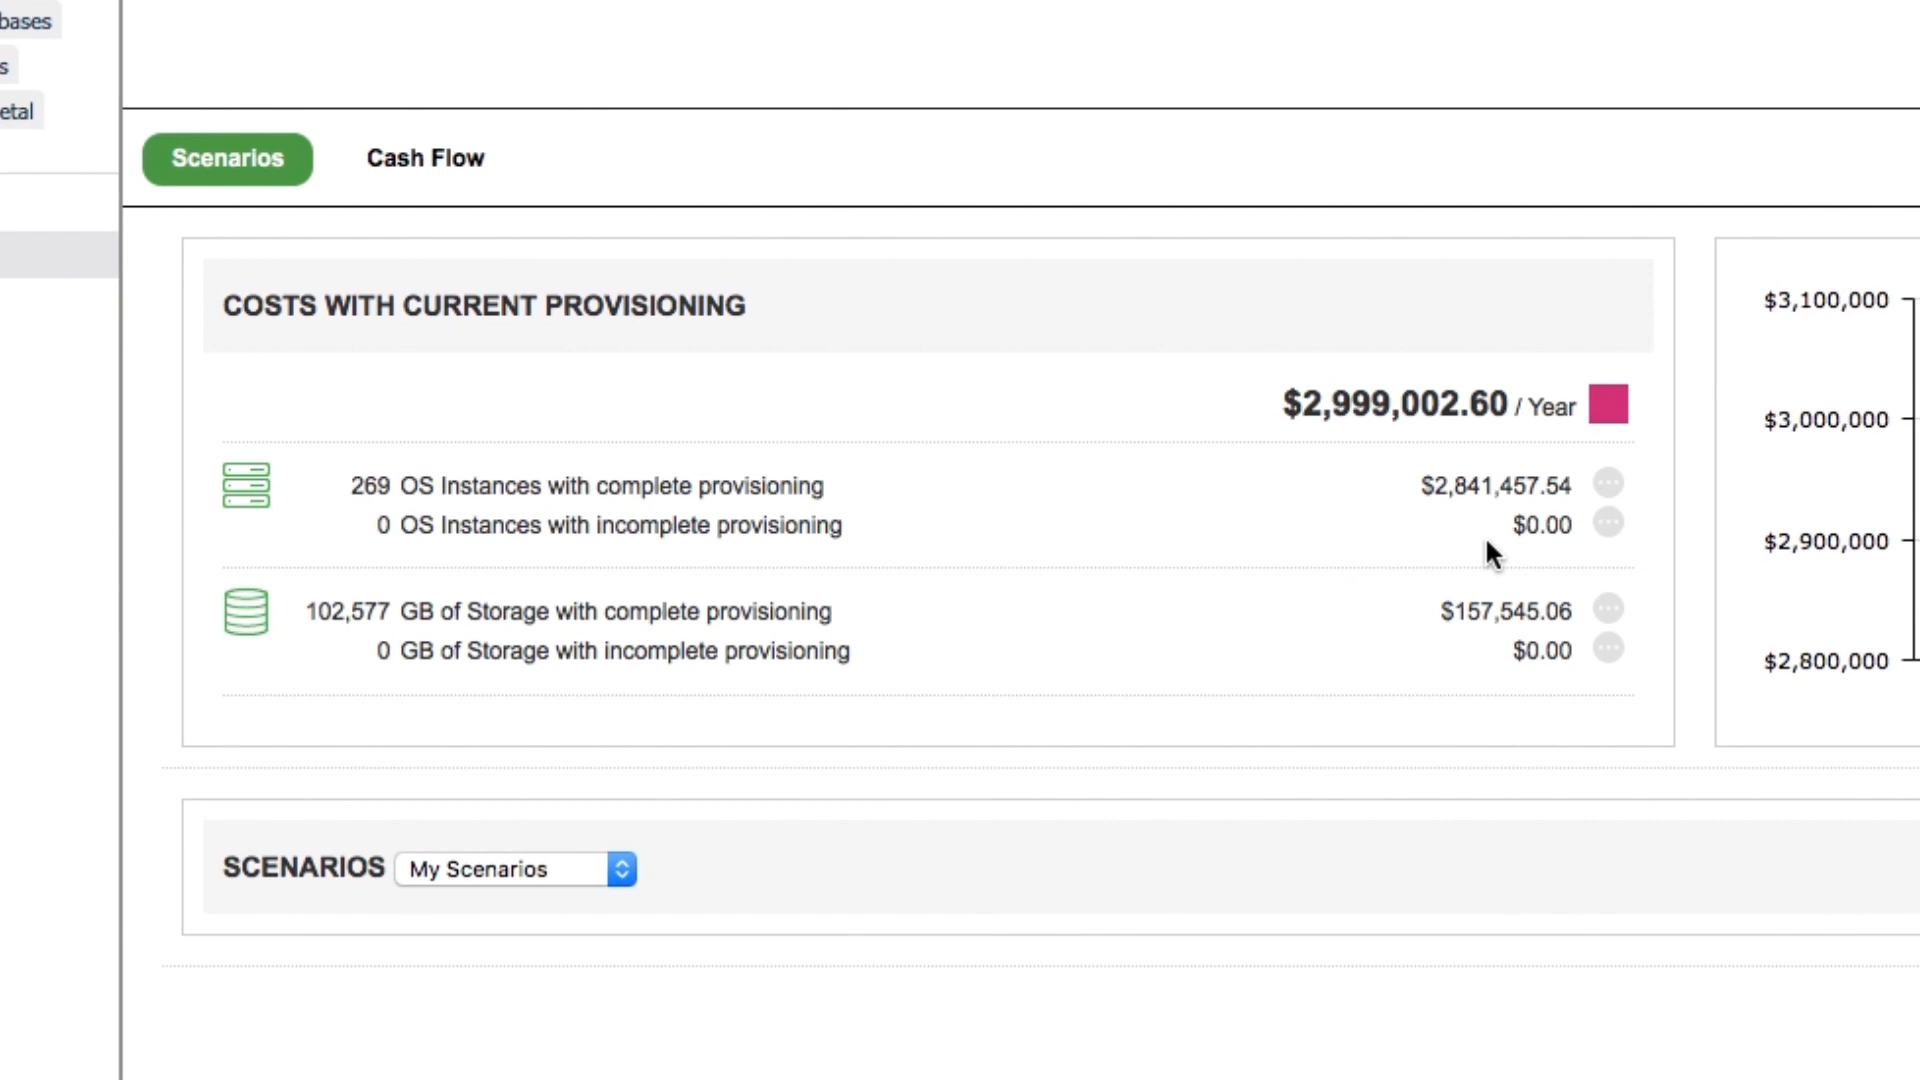 bases
s
etal
Scenarios Cash Flow
COSTS WITH CURRENT PROVISIONING
$2,999,002.60 / Year
269 OS Instances with complete provisioning $2,841,457.54
0 OS Instances with incomplete provisioning $0.00
102,577 GB of Storage with complete provisioning $157,545.06
0 GB of Storage with incomplete provisioning $0.00
$3,100,000
$3,000,000
$2,900,000
$2,800,000
SCENARIOS My Scenarios